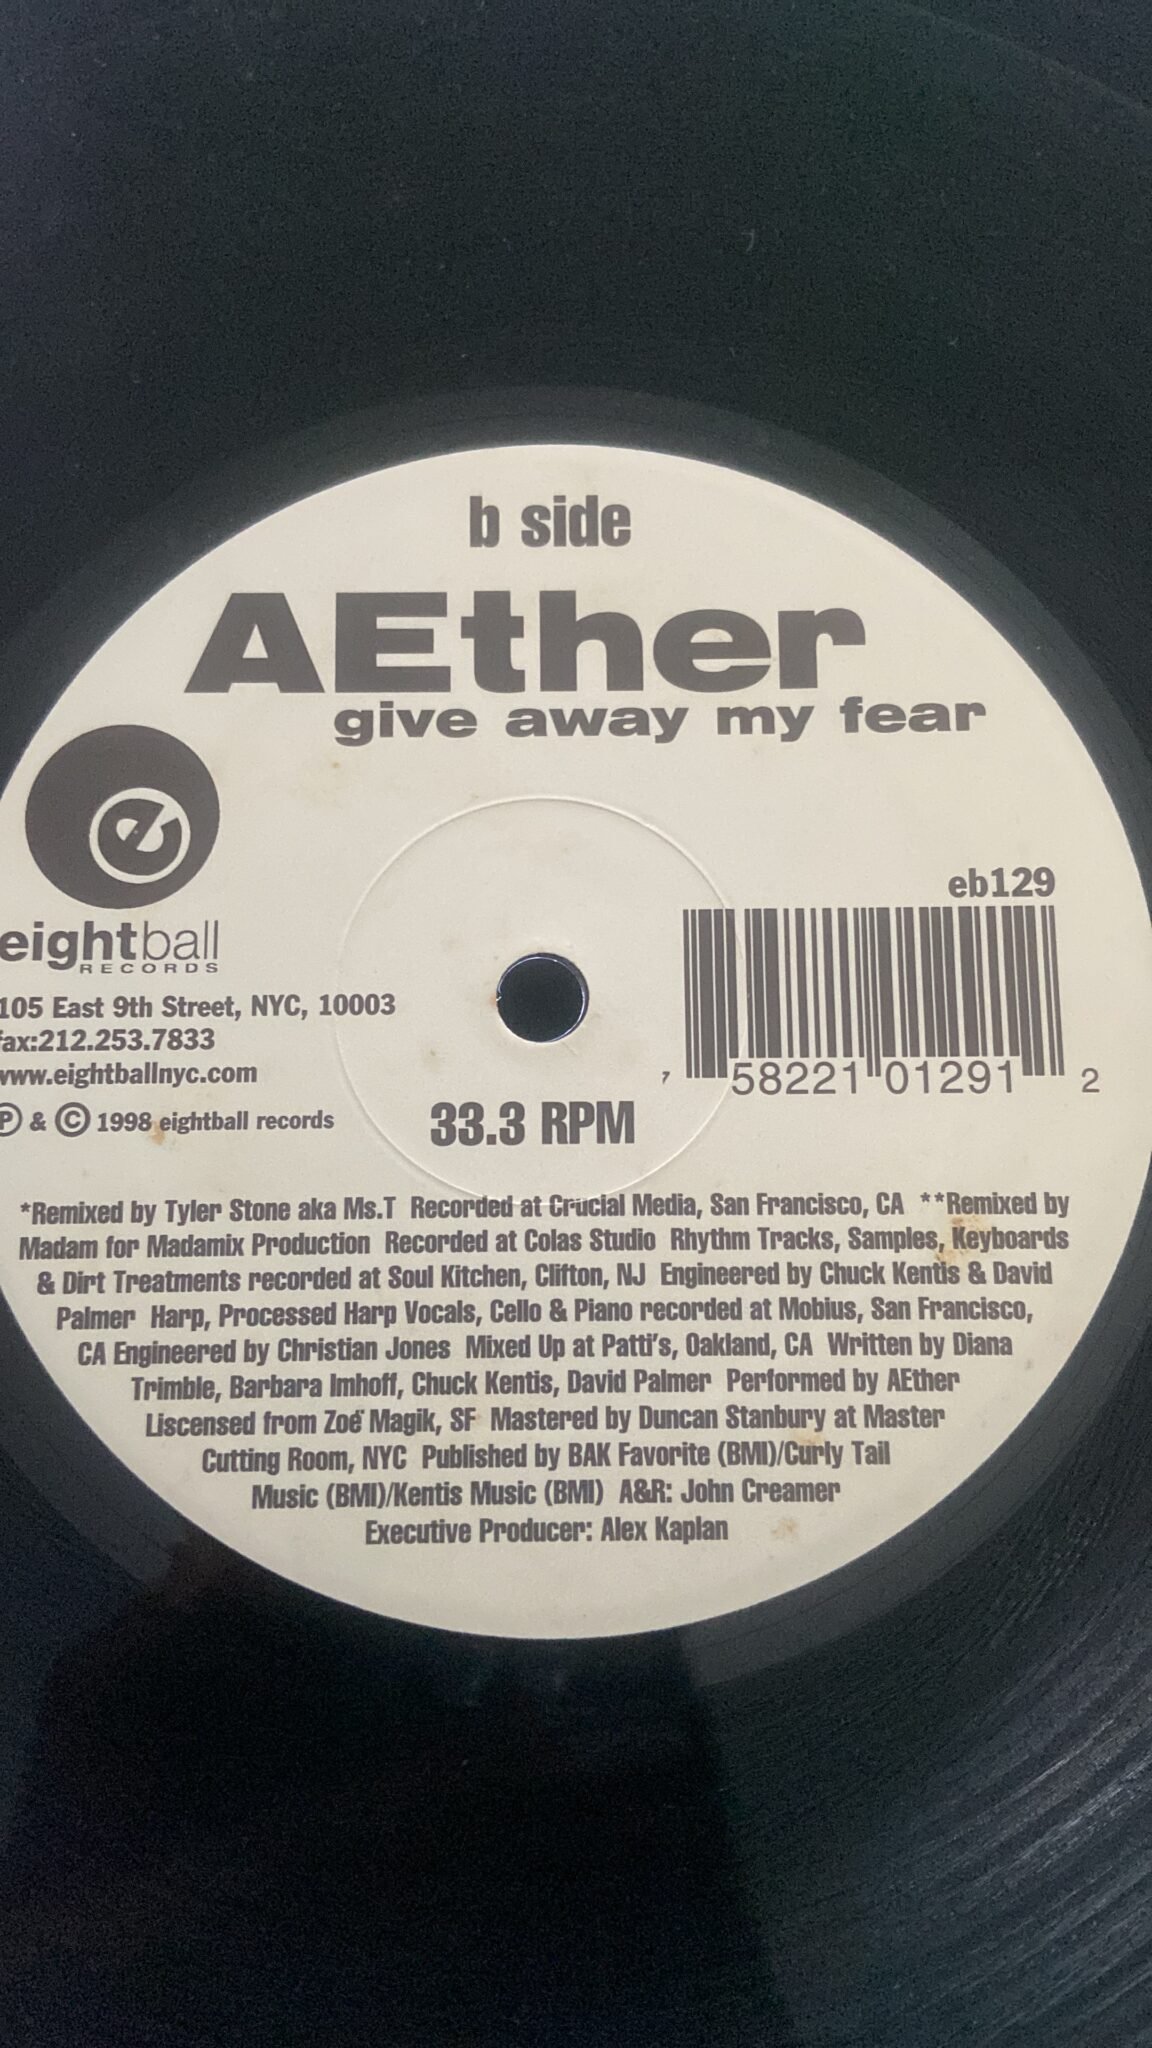 b side
AEther
give away my fear
e
eightball
RECORDS
105 East 9th Street, NYC, 10003
fax:212.253.7833
www.eightballnyc.com
Ⓟ & © 1998 eightball records
eb129
7 58221 01291 2
33.3 RPM
*Remixed by Tyler Stone aka Ms.T Recorded at Crucial Media, San Francisco, CA **Remixed by
Madam for Madamix Production Recorded at Colas Studio Rhythm Tracks, Samples, Keyboards
& Dirt Treatments recorded at Soul Kitchen, Clifton, NJ Engineered by Chuck Kentis & David
Palmer Harp, Processed Harp Vocals, Cello & Piano recorded at Mobius, San Francisco,
CA Engineered by Christian Jones Mixed Up at Patti's, Oakland, CA Written by Diana
Trimble, Barbara Imhoff, Chuck Kentis, David Palmer Performed by AEther
Liscensed from Zoë Magik, SF Mastered by Duncan Stanbury at Master
Cutting Room, NYC Published by BAK Favorite (BMI)/Curly Tail
Music (BMI)/Kentis Music (BMI) A&R: John Creamer
Executive Producer: Alex Kaplan